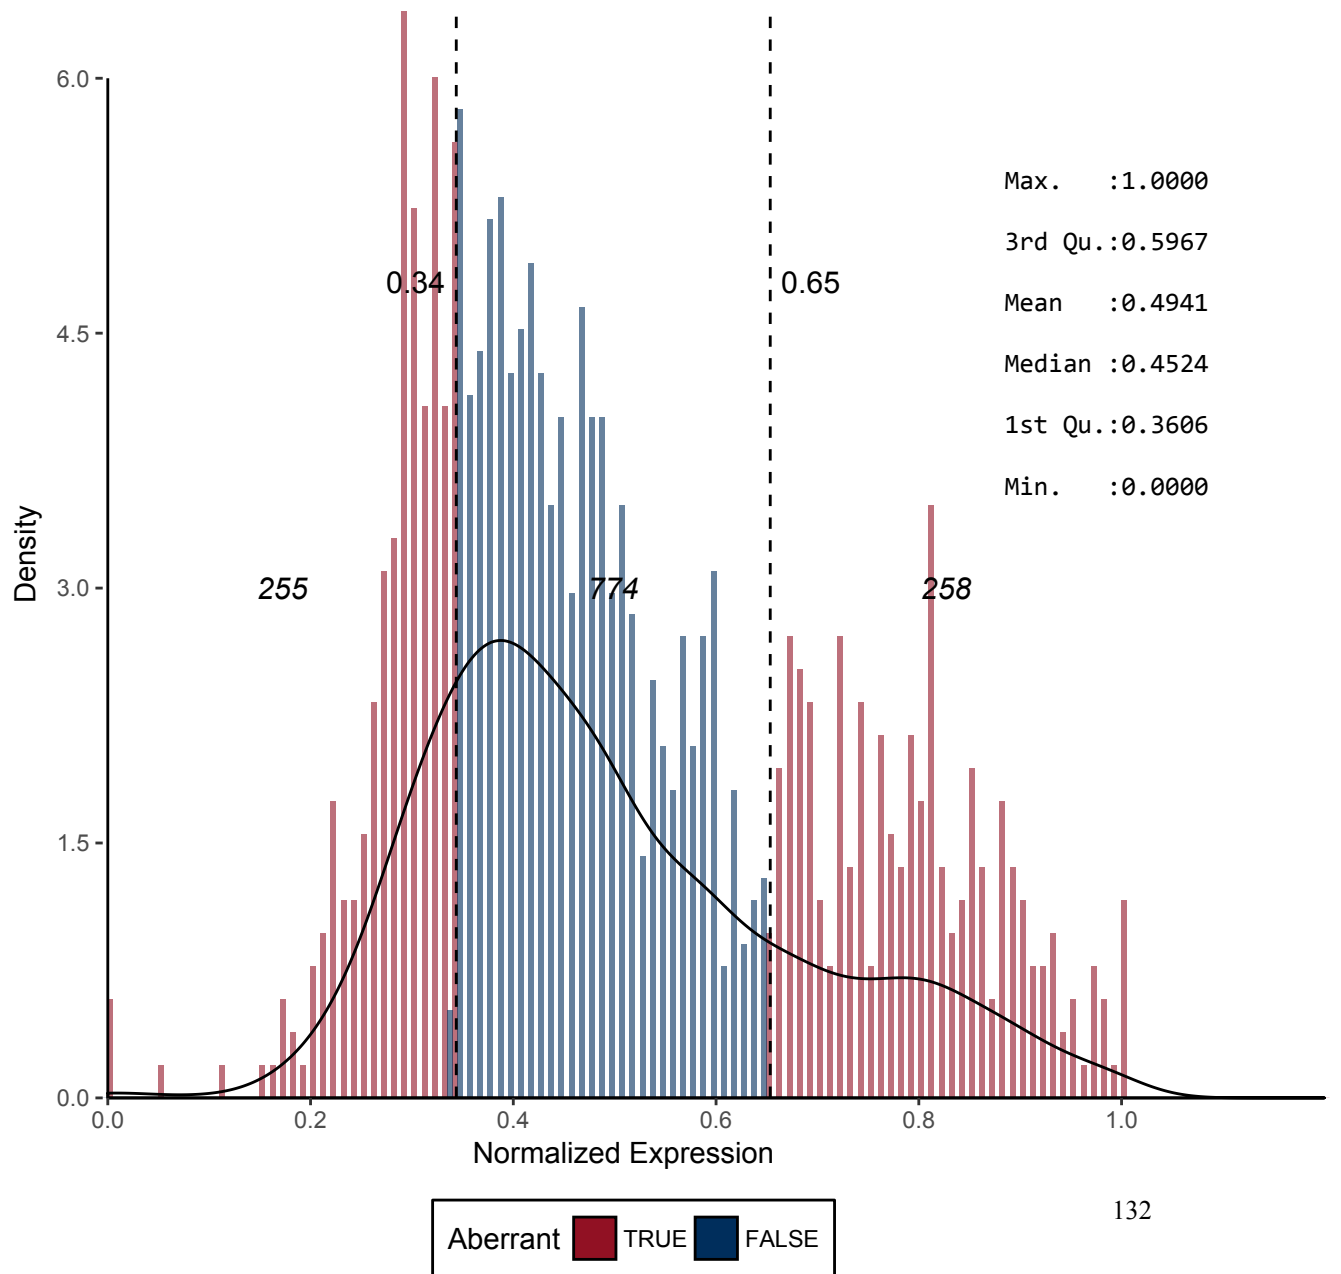 6.0
Max. :1.0000
3rd Qu.:0.5967
0.34
0.65
Mean :0.4941
4.5
Median :0.4524
1st Qu.:0.3606
Min. :0.0000
Density
3.0
255
774
258
1.5
0.0
0.0 0.2 0.4 0.6 0.8 1.0
Normalized Expression
132
Aberrant TRUE FALSE